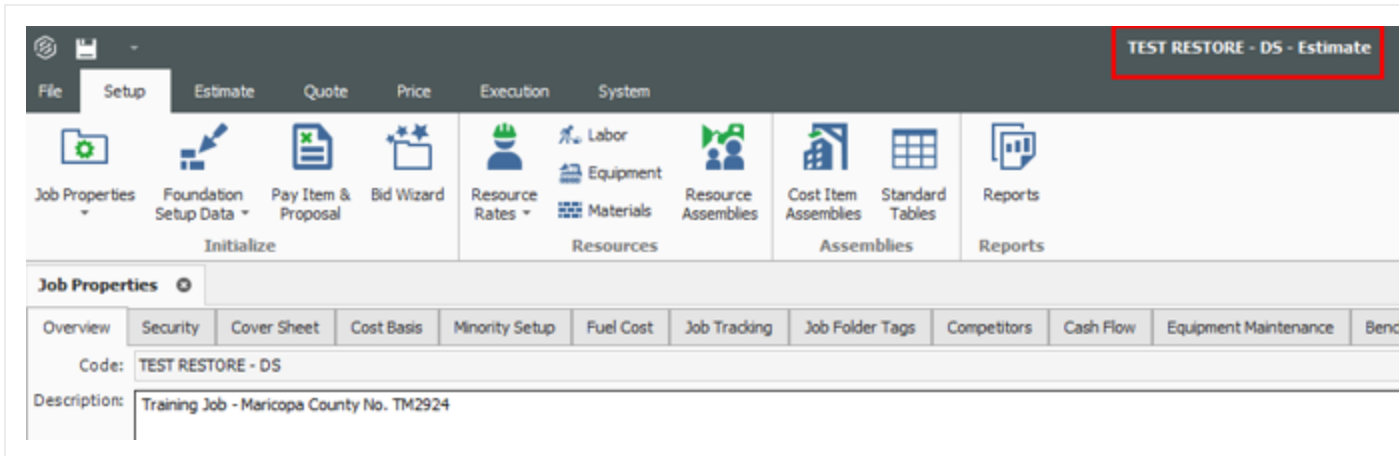 TEST RESTORE - DS - Estimate
File Setup Estimate Quote Price Execution System
Job Properties
Foundation Setup Data
Pay Item & Proposal
Bid Wizard
Initialize
Resource Rates
Labor
Equipment
Materials
Resource Assemblies
Resources
Cost Item Assemblies
Standard Tables
Assemblies
Reports
Reports
Job Properties
Overview Security Cover Sheet Cost Basis Minority Setup Fuel Cost Job Tracking Job Folder Tags Competitors Cash Flow Equipment Maintenance Benc
Code: TEST RESTORE - DS
Description: Training Job - Maricopa County No. TM2924